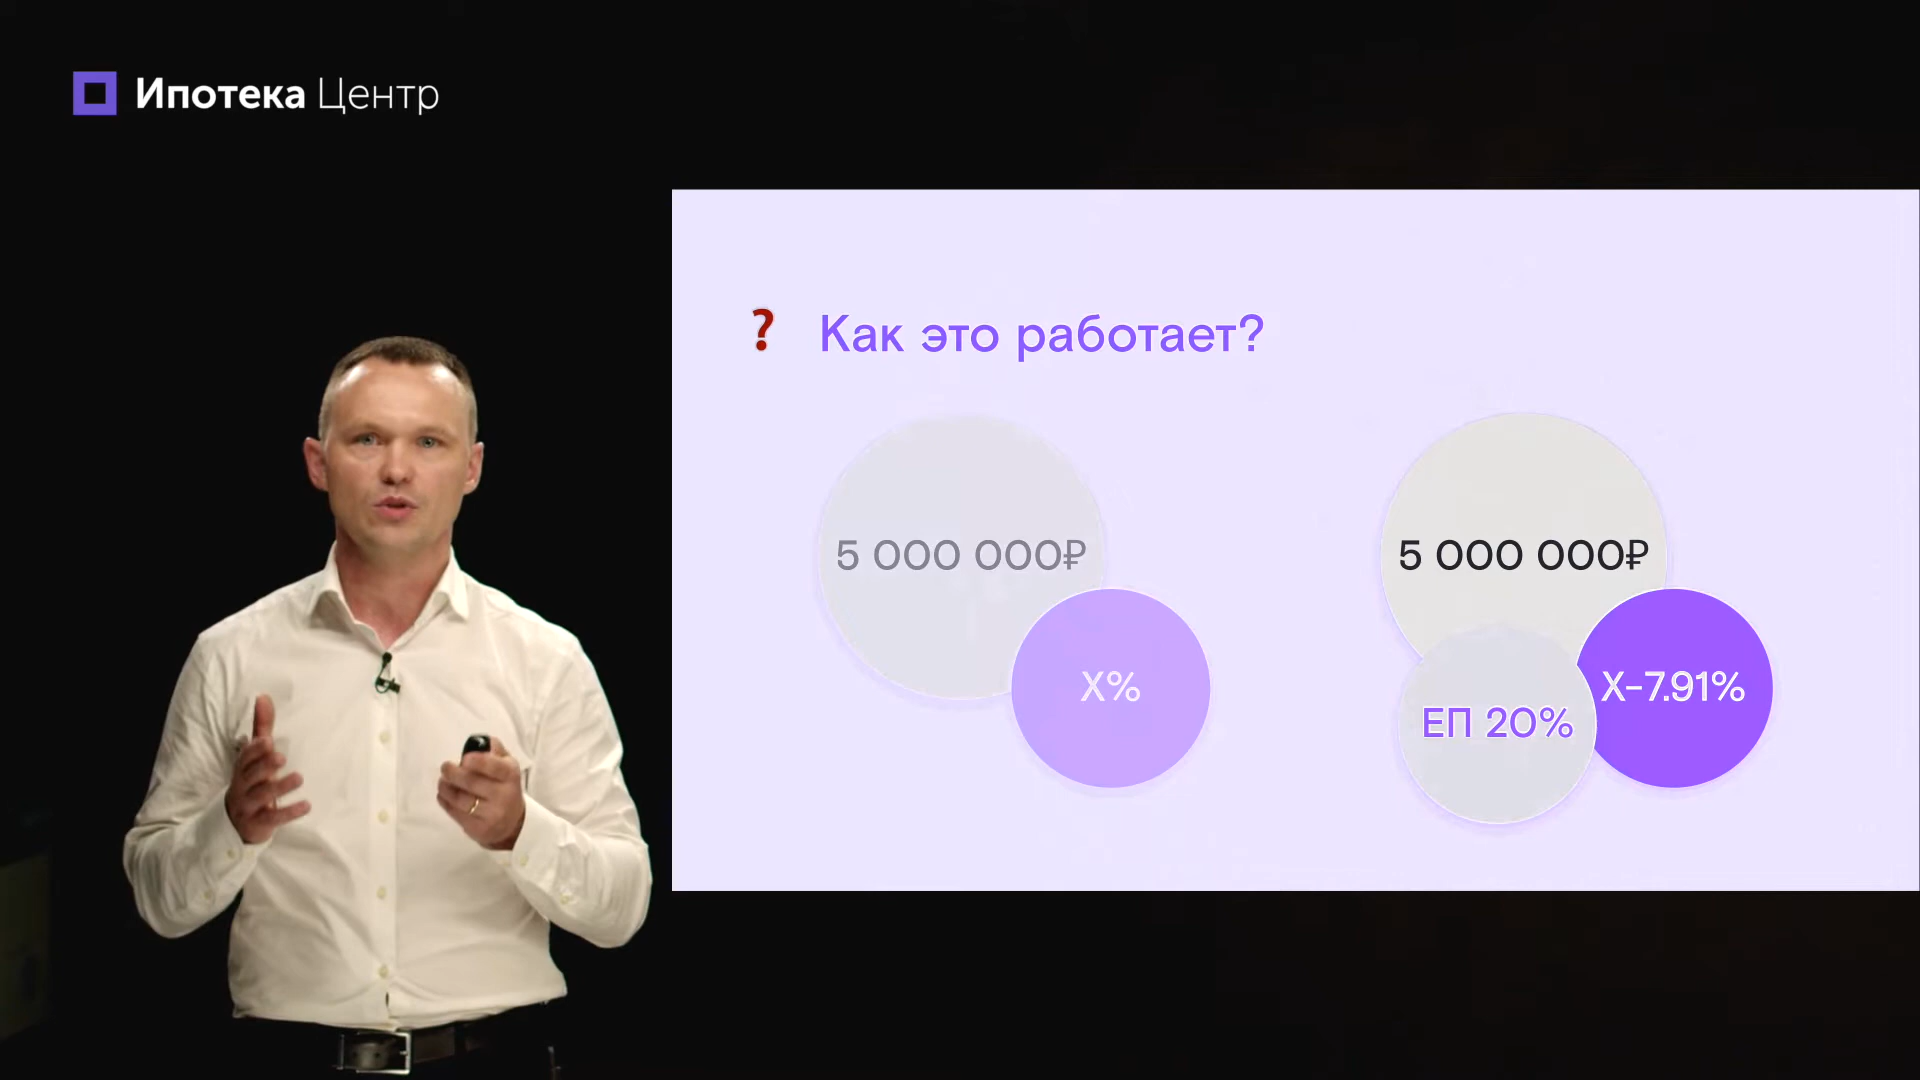 Ипотека Центр
? Как это работает?
5 000 000₽
X%
5 000 000₽
X-7.91%
ЕП 20%